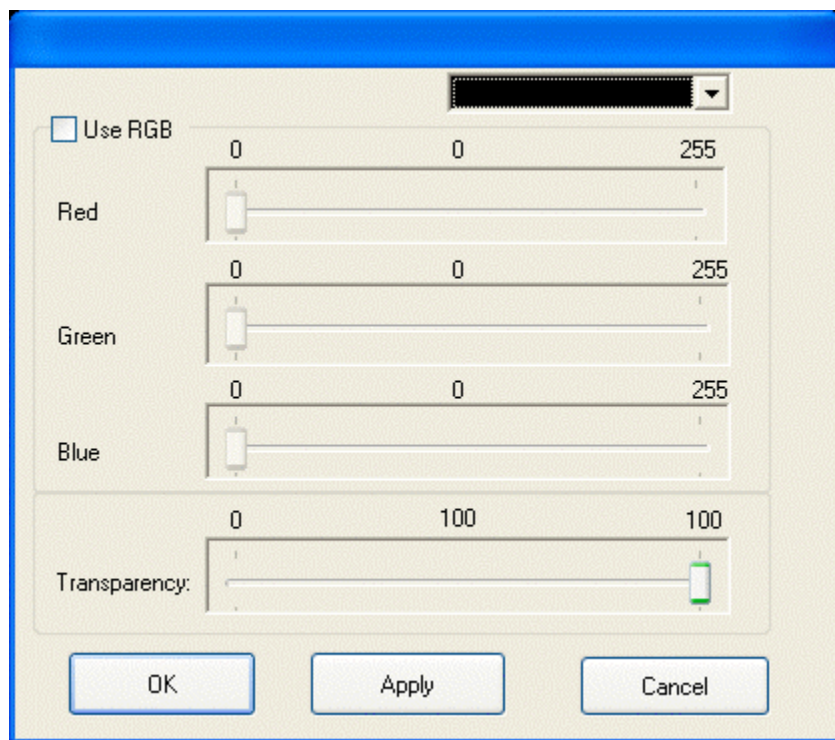 Use RGB
0 0 255
Red
0 0 255
Green
0 0 255
Blue
0 100 100
Transparency:
OK Apply Cancel